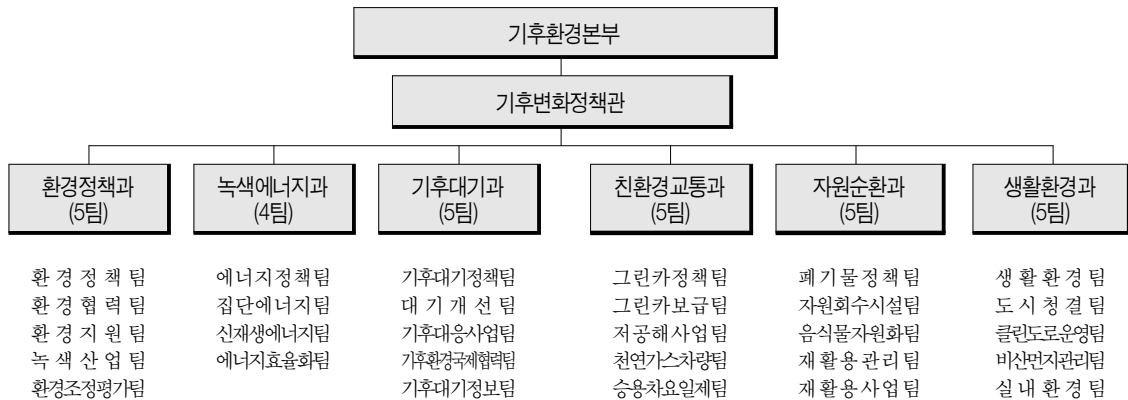 기후환경본부
기후변화정책관
환경정책과
(5팀)
환경정책팀
환경협력팀
환경지원팀
녹색산업팀
환경조정평가팀
녹색에너지과
(4팀)
에너지정책팀
집단에너지팀
신재생에너지팀
에너지효율화팀
기후대기과
(5팀)
기후대기정책팀
대기개선팀
기후대응사업팀
기후환경국제협력팀
기후대기정보팀
친환경교통과
(5팀)
그린카정책팀
그린카보급팀
저공해사업팀
천연가스차량팀
승용차요일제팀
자원순환과
(5팀)
폐기물정책팀
자원회수시설팀
음식물자원화팀
재활용관리팀
재활용사업팀
생활환경과
(5팀)
생활환경팀
도시청결팀
클린도로운영팀
비산먼지관리팀
실내환경팀